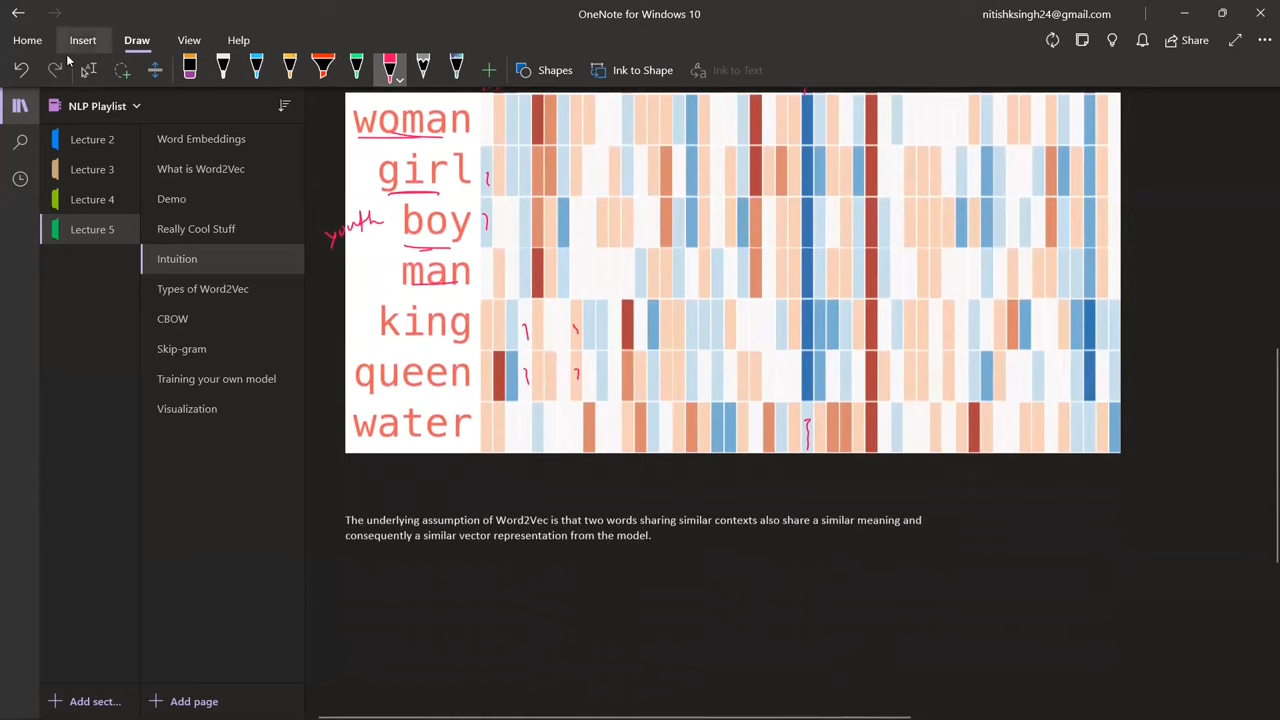 OneNote for Windows 10
nitishksingh24@gmail.com
Home
Insert
Draw
View
Help
Share
Shapes
Ink to Shape
Ink to Text
NLP Playlist
Lecture 2
Lecture 3
Lecture 4
Lecture 5
Word Embeddings
What is Word2Vec
Demo
Really Cool Stuff
Intuition
Types of Word2Vec
CBOW
Skip-gram
Training your own model
Visualization
woman
girl
youth
boy
man
king
queen
water
The underlying assumption of Word2Vec is that two words sharing similar contexts also share a similar meaning and
consequently a similar vector representation from the model.
Add sect...
Add page